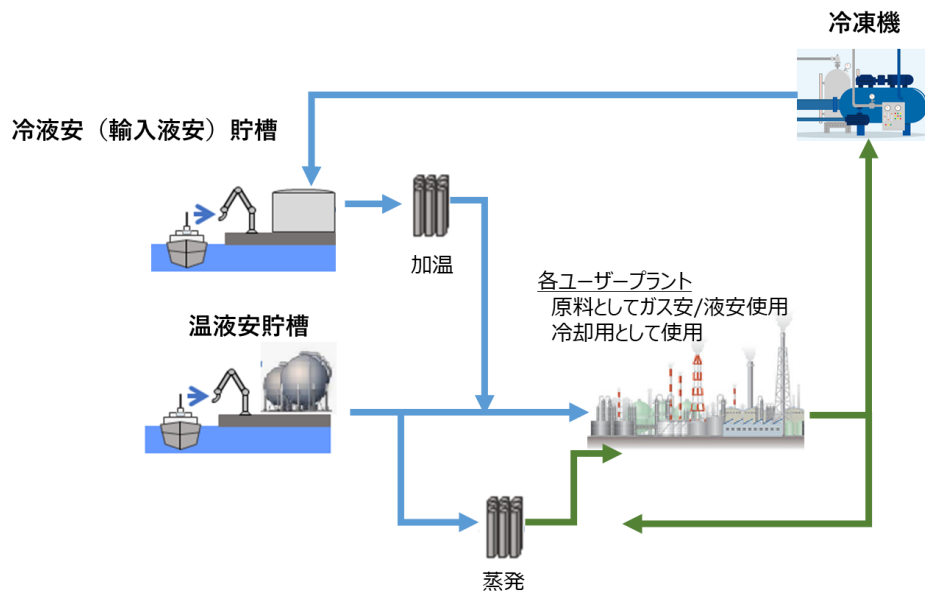 冷凍機
冷液安（輸入液安）貯槽
加温
各ユーザープラント
原料としてガス安/液安使用
冷却用として使用
温液安貯槽
蒸発